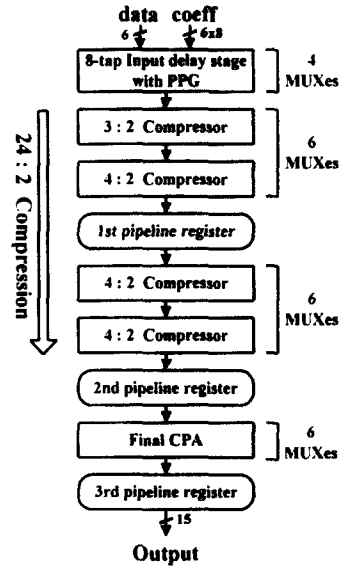 data coeff
6 6x8
8-tap Input delay stage
with PPG
4
MUXes
3 : 2 Compressor
6
MUXes
4 : 2 Compressor
24 : 2 Compression
1st pipeline register
4 : 2 Compressor
6
MUXes
4 : 2 Compressor
2nd pipeline register
Final CPA
6
MUXes
3rd pipeline register
15
Output